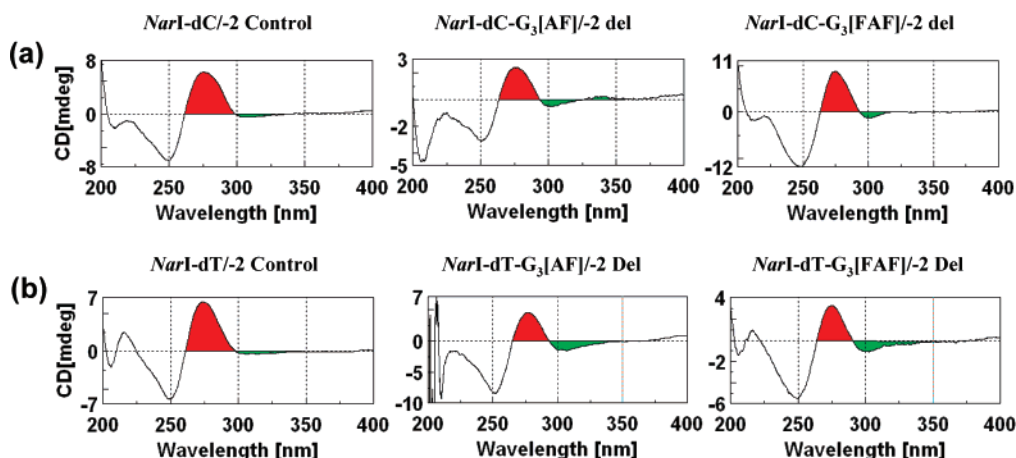 NarI-dC/-2 Control NarI-dC-G3[AF]/-2 del NarI-dC-G3[FAF]/-2 del
(a)
CD[mdeg]
8
0
-8
200 250 300 350 400
Wavelength [nm]
3
-2
-5
200 250 300 350 400
Wavelength [nm]
11
0
-12
200 250 300 350 400
Wavelength [nm]
NarI-dT/-2 Control NarI-dT-G3[AF]/-2 Del NarI-dT-G3[FAF]/-2 Del
(b)
CD[mdeg]
7
0
-7
200 250 300 350 400
Wavelength [nm]
7
0
-5
-10
200 250 300 350 400
Wavelength [nm]
4
-2
-6
200 250 300 350 400
Wavelength [nm]